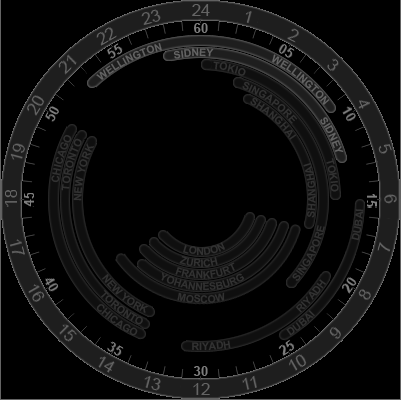 24
1
2
3
4
5
6
7
8
9
10
11
12
13
14
15
16
17
18
19
20
21
22
23
60
05
10
15
20
25
30
35
40
45
50
55
WELLINGTON
WELLINGTON
SiDNEY
SIDNEY
TOKIO
TOKIO
SINGAPORE
SINGAPORE
SHANGHAI
SHANGHAI
DUBAI
DUBAI
RIYADH
RIYADH
CHICAGO
TORONTO
NEW YORK
NEW YORK
TORONTO
CHICAGO
LONDON
ZURICH
FRANKFURT
YOHANNESBURG
MOSCOW